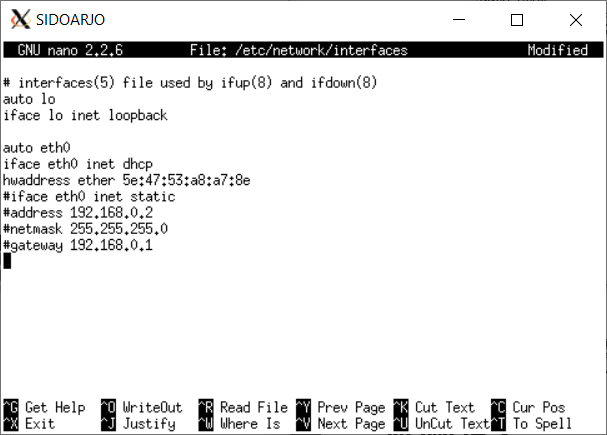 SIDOARJO
GNU nano 2.2.6 File: /etc/network/interfaces Modified
# interfaces(5) file used by ifup(8) and ifdown(8)
auto lo
iface lo inet loopback
auto eth0
iface eth0 inet dhcp
hwaddress ether 5e:47:53:a8:a7:8e
#iface eth0 inet static
#address 192.168.0.2
#netmask 255.255.255.0
#gateway 192.168.0.1
^G Get Help ^O WriteOut ^R Read File ^Y Prev Page ^K Cut Text ^C Cur Pos
^X Exit ^J Justify ^W Where Is ^V Next Page ^U UnCut Text ^T To Spell